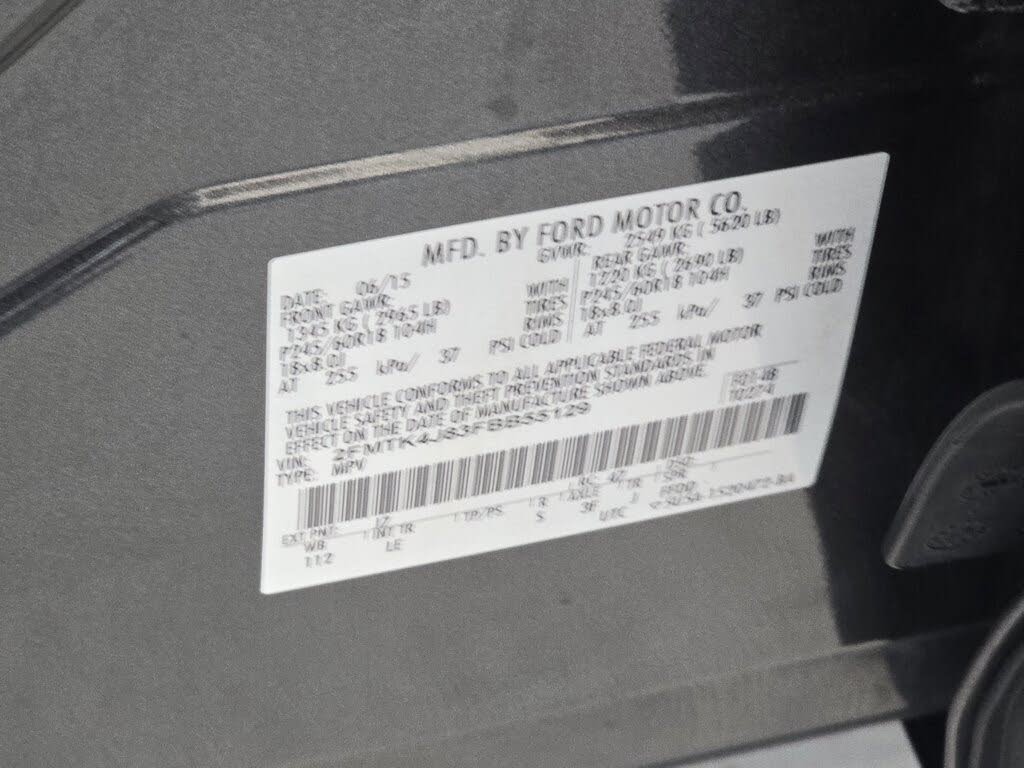 MFD. BY FORD MOTOR CO.
DATE: 06/15 GVWR: 2549 KG ( 5620 LB)
FRONT GAWR: WITH REAR GAWR: WITH
1345 KG ( 2965 LB) TIRES 1220 KG ( 2690 LB) TIRES
P245/60R18 104H RIMS P245/60R18 104H RIMS
18x8.0J PSI COLD 18x8.0J PSI COLD
AT 255 kPa/ 37 AT 255 kPa/ 37
THIS VEHICLE CONFORMS TO ALL APPLICABLE FEDERAL MOTOR
VEHICLE SAFETY AND THEFT PREVENTION STANDARDS IN
EFFECT ON THE DATE OF MANUFACTURE SHOWN ABOVE.
VIN:
TYPE: MPV
EXT PNT: RC: DSO:
WB INT TR TP/PS R AXLE TR SPR
112 LE S 3F J
UTC